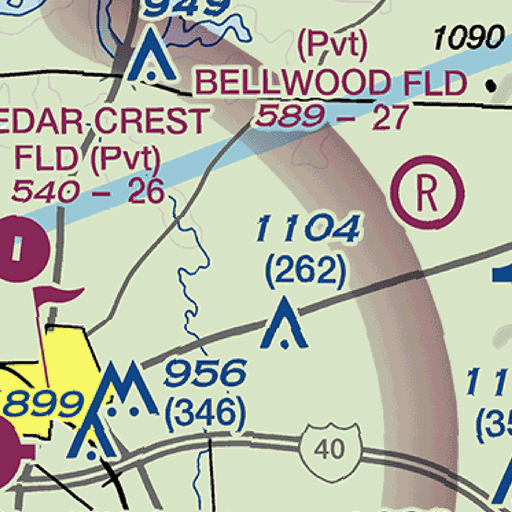 949
(Pvt)
1090
BELLWOOD FLD
589 - 27
EDAR CREST
FLD (Pvt)
540 - 26
R
1104
(262)
956
(346)
899
40